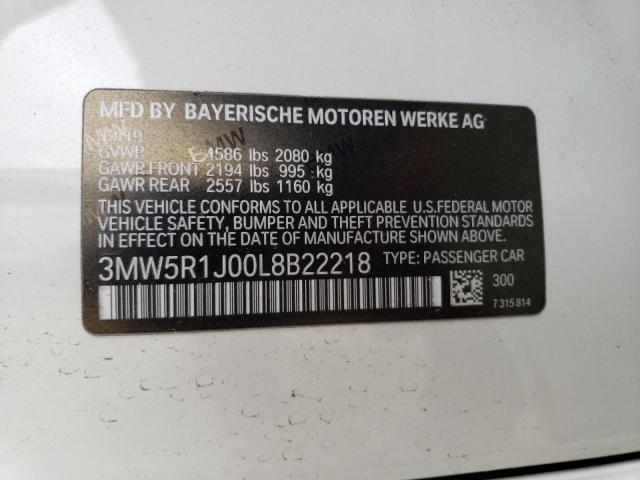 MFD BY BAYERISCHE MOTOREN WERKE AG
11/19
GVWR 4586 lbs 2080 kg
GAWR FRONT 2194 lbs 995 kg
GAWR REAR 2557 lbs 1160 kg
THIS VEHICLE CONFORMS TO ALL APPLICABLE U.S.FEDERAL MOTOR
VEHICLE SAFETY, BUMPER AND THEFT PREVENTION STANDARDS
IN EFFECT ON THE DATE OF MANUFACTURE SHOWN ABOVE.
3MW5R1J00L8B22218 TYPE: PASSENGER CAR
300
7 315 814